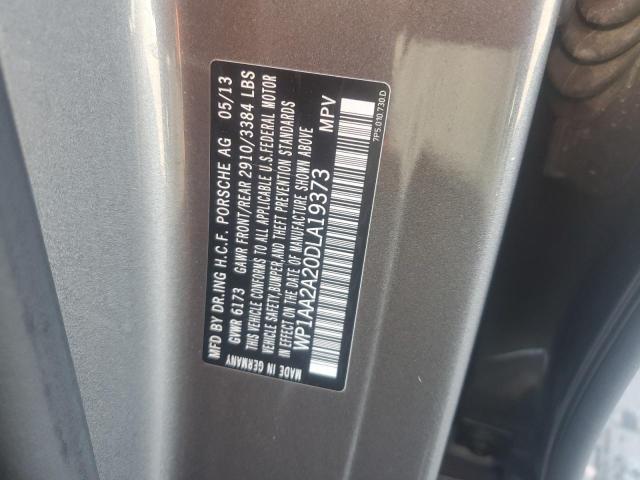 MFD BY DR.ING H.C.F. PORSCHE AG 05/13
GVWR 6173 GAWR FRONT/REAR 2910/3384 LBS
THIS VEHICLE CONFORMS TO ALL APPLICABLE U.S.FEDERAL MOTOR
VEHICLE SAFETY,BUMPER,AND THEFT PREVENTION STANDARDS
IN EFFECT ON THE DATE OF MANUFACTURE SHOWN ABOVE
WP1AA2A20DLA19373 MPV
MADE IN GERMANY
7P5.010.730.D